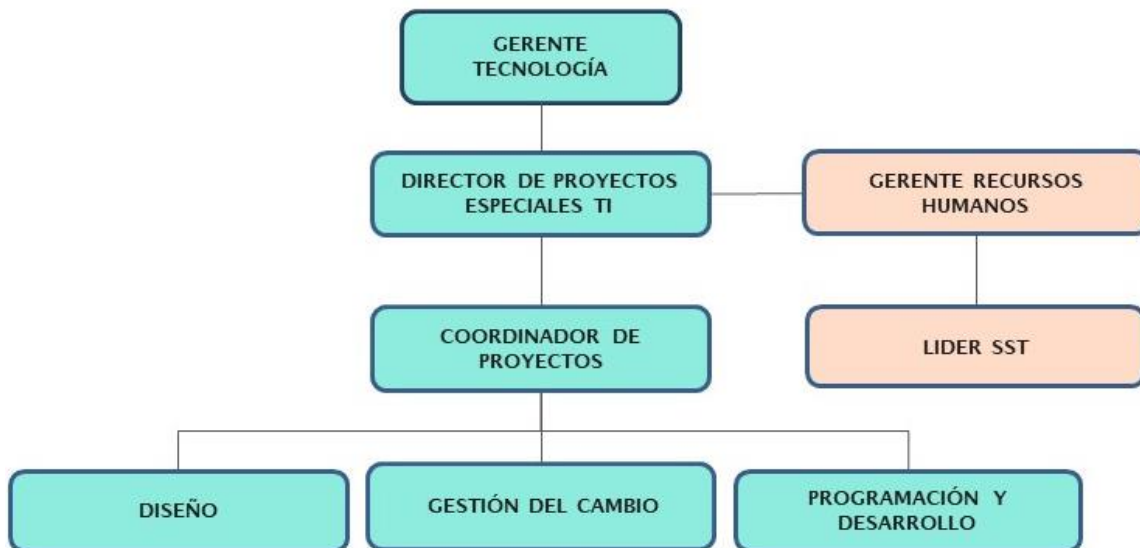 GERENTE
TECNOLOGÍA
DIRECTOR DE PROYECTOS
ESPECIALES TI
GERENTE RECURSOS
HUMANOS
COORDINADOR DE
PROYECTOS
LIDER SST
DISEÑO
GESTIÓN DEL CAMBIO
PROGRAMACIÓN Y
DESARROLLO